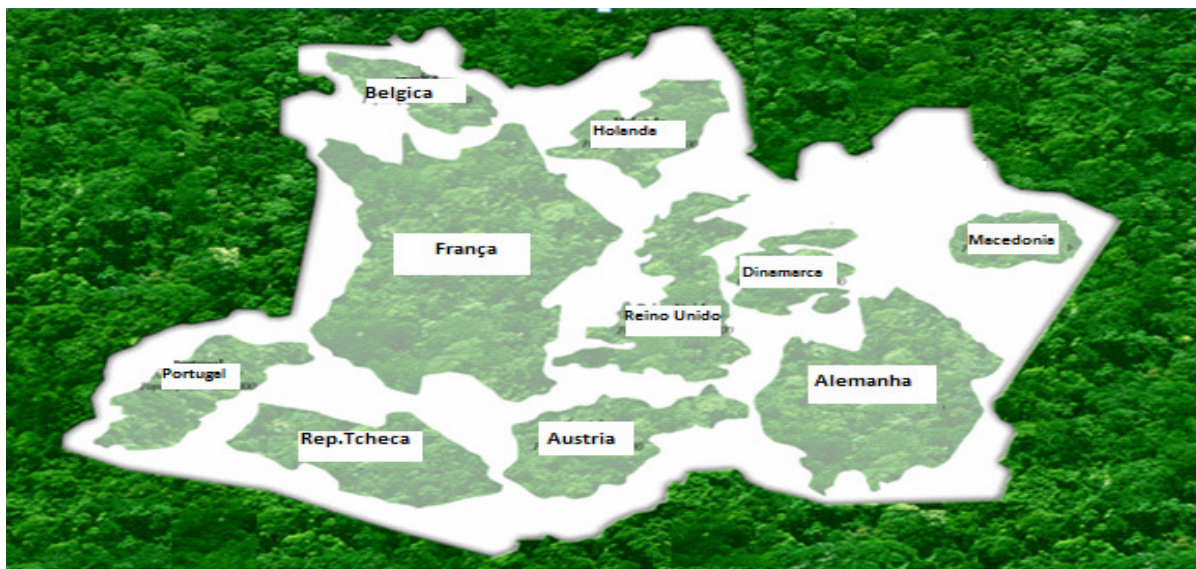 Belgica
Holanda
França
Macedonia
Dinamarca
Reino Unido
Portugal
Alemanha
Rep.Tcheca
Austria